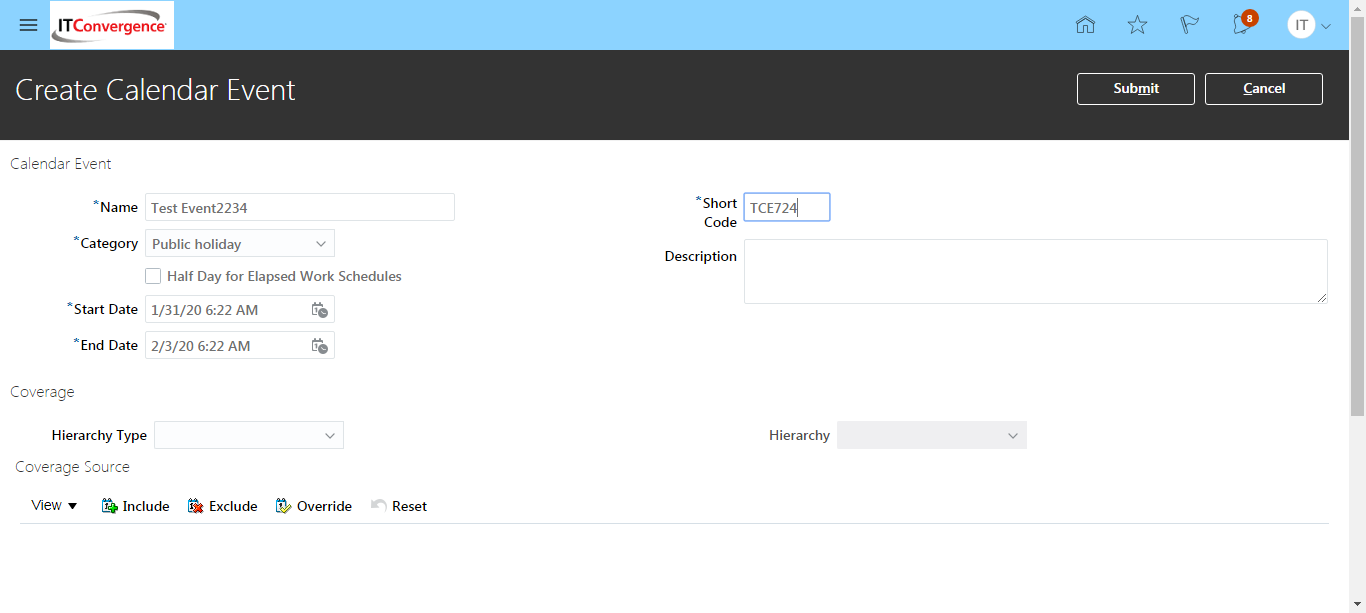 ITConvergence
8
IT
Create Calendar Event
Submit
Cancel
Calendar Event
*Name Test Event2234
*Short Code TCE724
*Category Public holiday
Description
Half Day for Elapsed Work Schedules
*Start Date 1/31/20 6:22 AM
*End Date 2/3/20 6:22 AM
Coverage
Hierarchy Type
Hierarchy
Coverage Source
View Include Exclude Override Reset